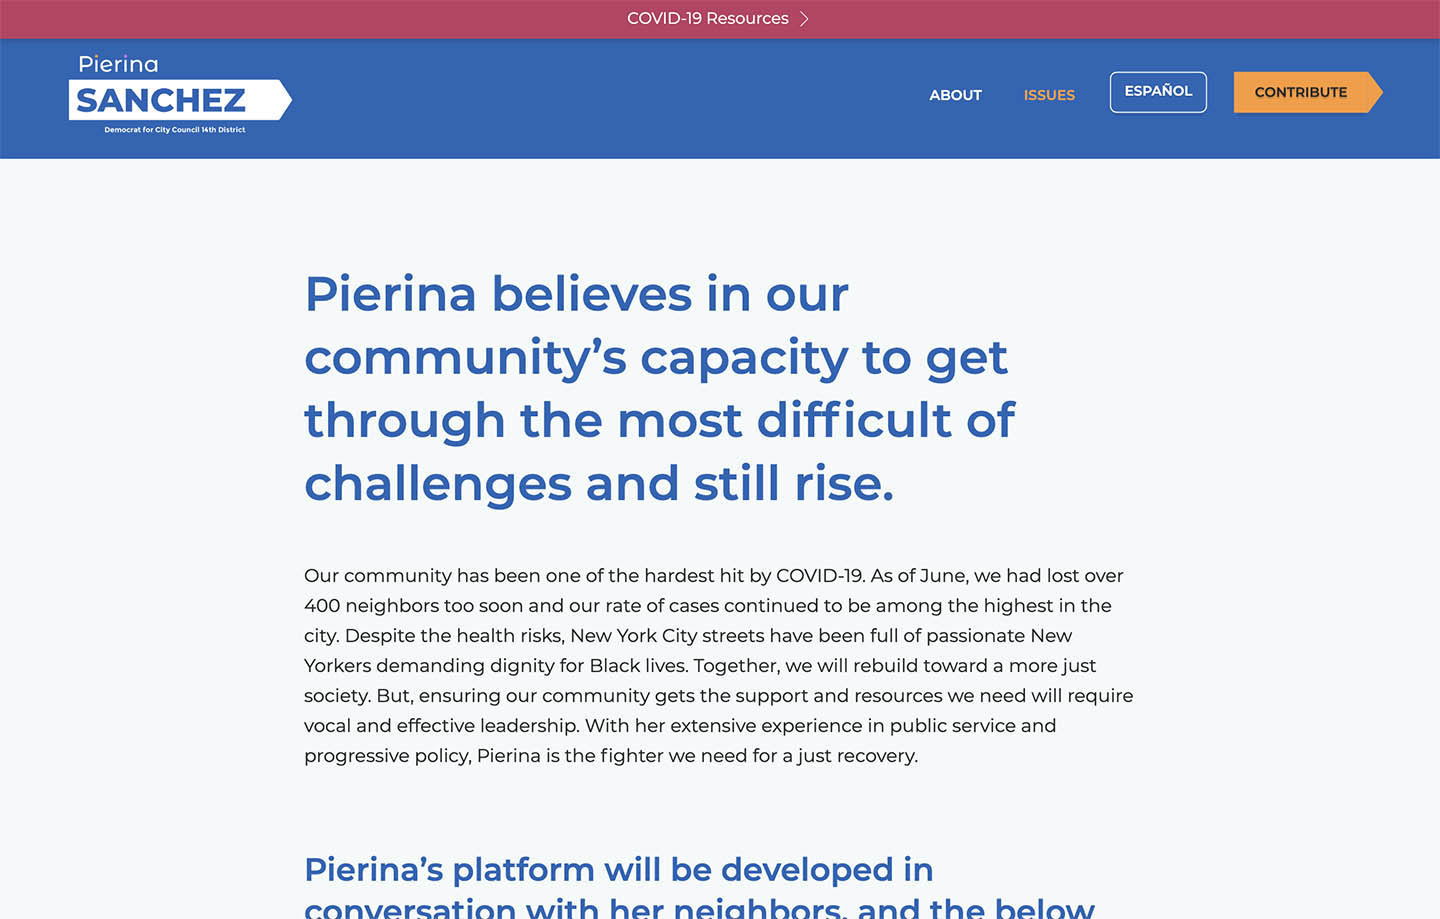 COVID-19 Resources
Pierina
SANCHEZ
Democrat for City Council 14th District
ABOUT
ISSUES
ESPAÑOL
CONTRIBUTE
Pierina believes in our
community’s capacity to get
through the most difficult of
challenges and still rise.
Our community has been one of the hardest hit by COVID-19. As of June, we had lost over
400 neighbors too soon and our rate of cases continued to be among the highest in the
city. Despite the health risks, New York City streets have been full of passionate New
Yorkers demanding dignity for Black lives. Together, we will rebuild toward a more just
society. But, ensuring our community gets the support and resources we need will require
vocal and effective leadership. With her extensive experience in public service and
progressive policy, Pierina is the fighter we need for a just recovery.
Pierina’s platform will be developed in
conversation with her neighbors, and the below